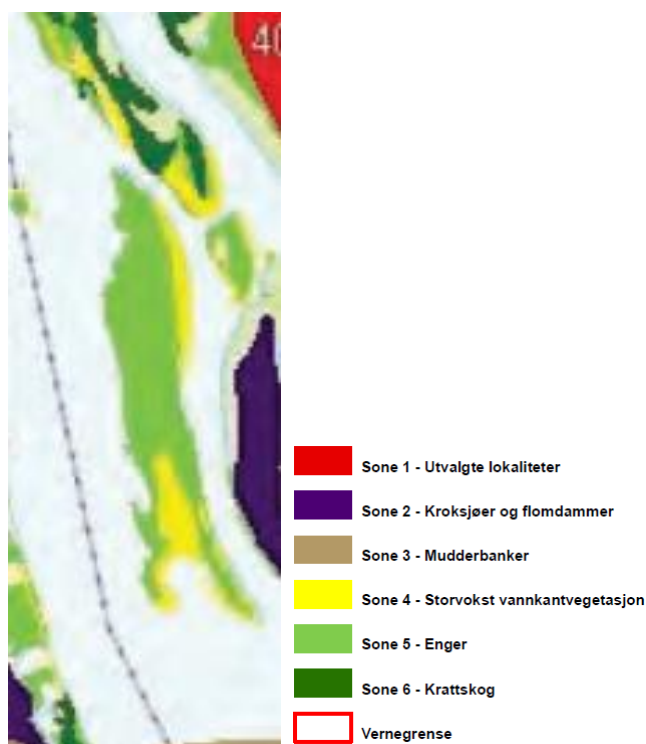 40
Sone 1 - Utvalgte lokaliteter
Sone 2 - Kroksjøer og flomdammer
Sone 3 - Mudderbanker
Sone 4 - Storvokst vannkantvegetasjon
Sone 5 - Enger
Sone 6 - Krattskog
Vernegrense